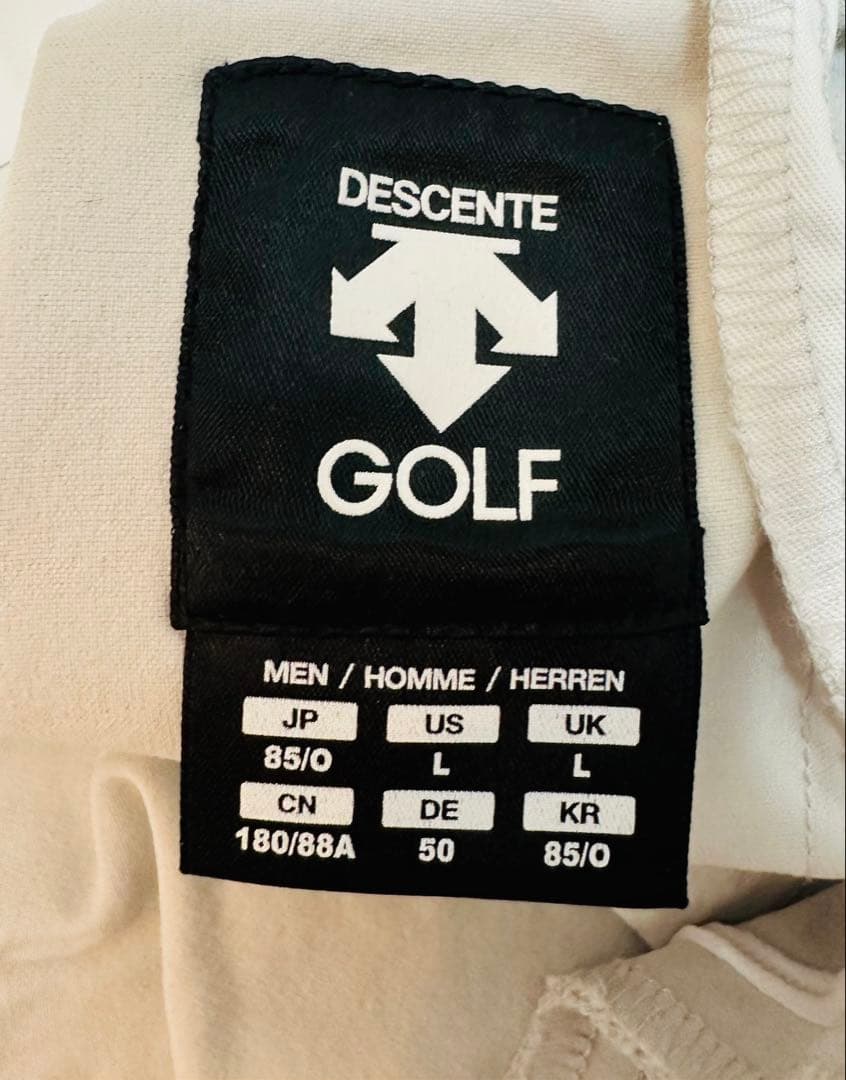 DESCENTE
GOLF
MEN / HOMME / HERREN
JP US UK
85/O L L
CN DE KR
180/88A 50 85/O